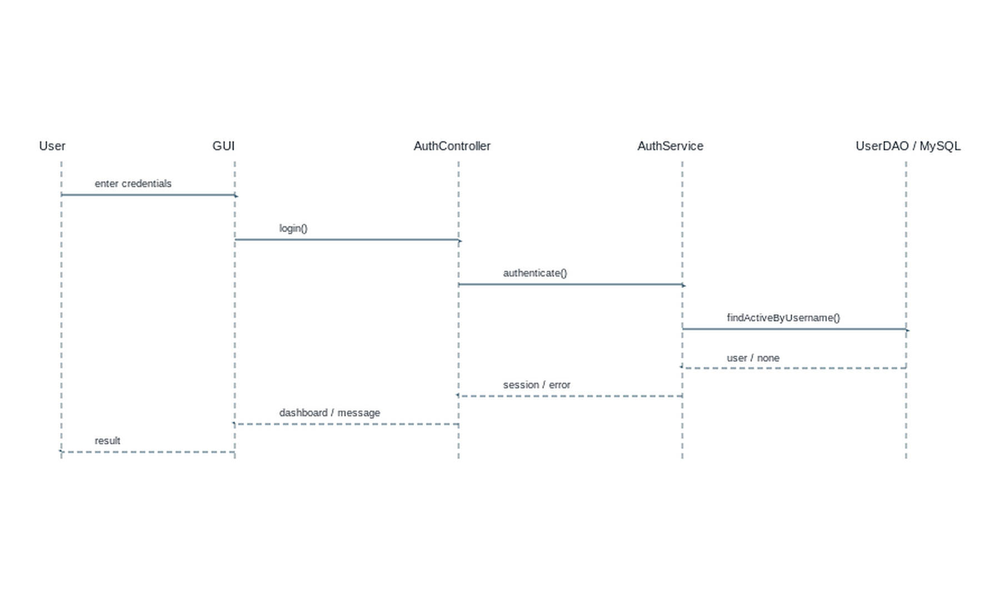 User
GUI
AuthController
AuthService
UserDAO / MySQL
enter credentials
login()
authenticate()
findActiveByUsername()
user / none
session / error
dashboard / message
result